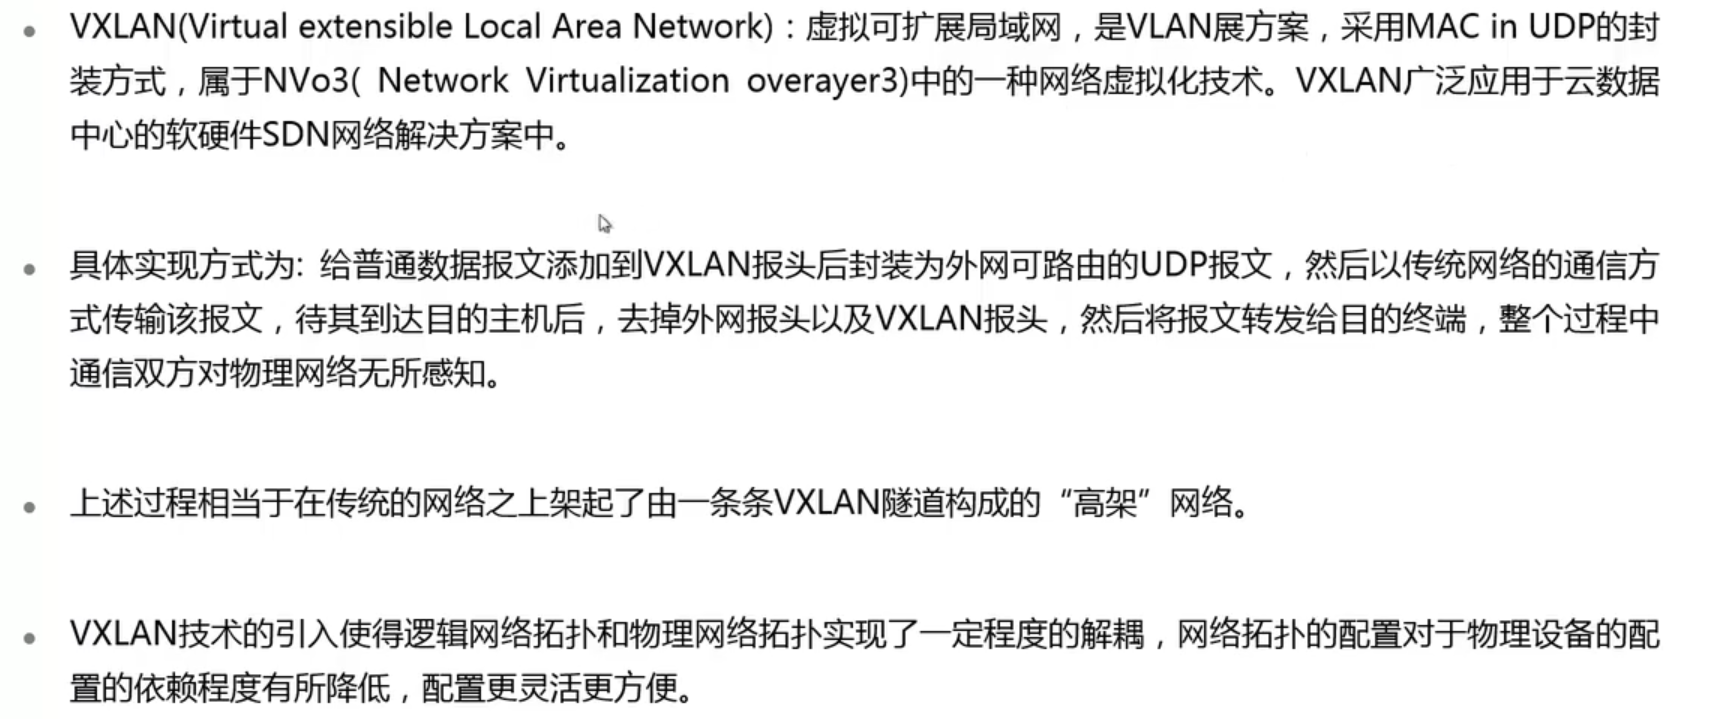 VXLAN(Virtual extensible Local Area Network)：虚拟可扩展局域网，是VLAN展方案，采用MAC in UDP的封
装方式，属于NVo3( Network Virtualization overayer3)中的一种网络虚拟化技术。VXLAN广泛应用于云数据
中心的软硬件SDN网络解决方案中。
具体实现方式为: 给普通数据报文添加到VXLAN报头后封装为外网可路由的UDP报文，然后以传统网络的通信方
式传输该报文，待其到达目的主机后，去掉外网报头以及VXLAN报头，然后将报文转发给目的终端，整个过程中
通信双方对物理网络无所感知。
上述过程相当于在传统的网络之上架起了由一条条VXLAN隧道构成的“高架”网络。
VXLAN技术的引入使得逻辑网络拓扑和物理网络拓扑实现了一定程度的解耦，网络拓扑的配置对于物理设备的配
置的依赖程度有所降低，配置更灵活更方便。